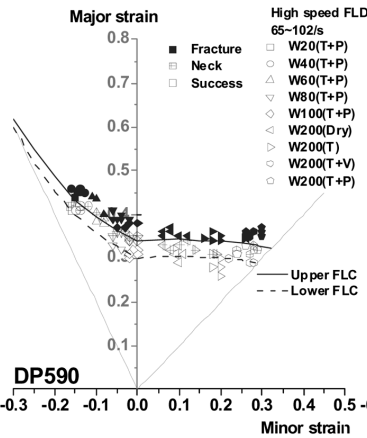 Major strain
High speed FLD
65~102/s
0.8
Fracture
Neck
Success
W20(T+P)
W40(T+P)
W60(T+P)
W80(T+P)
W100(T+P)
W200(Dry)
W200(T)
W200(T+V)
W200(T+P)
0.7
0.6
0.5
0.4
0.3
0.2
0.1
Upper FLC
Lower FLC
DP590
-0.3 -0.2 -0.1 0.0 0.1 0.2 0.3 0.4 0.5 -0
Minor strain